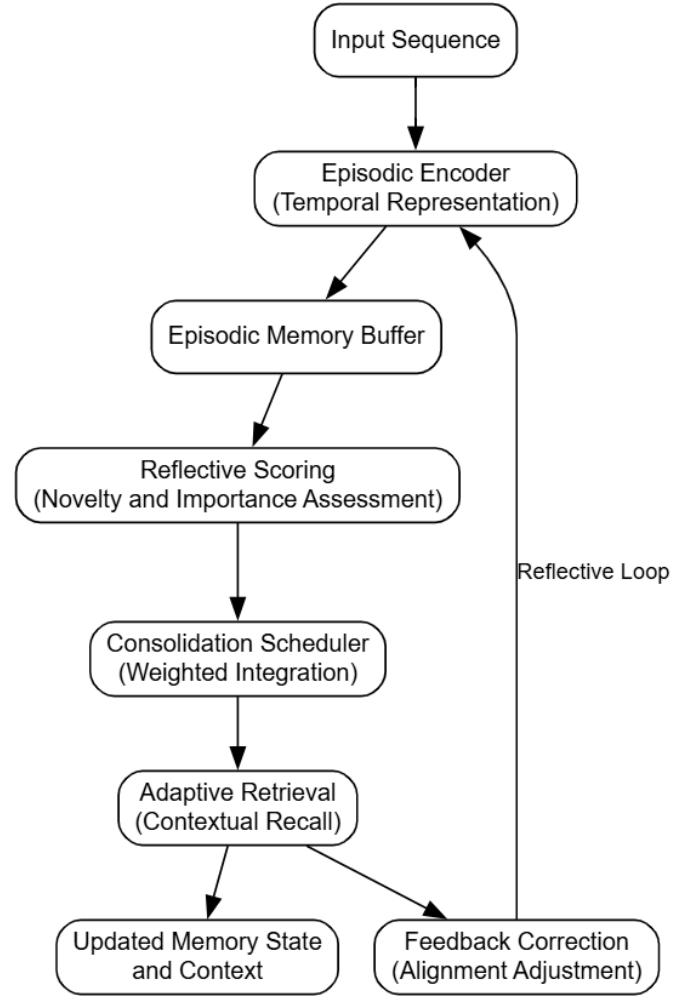 Input Sequence
Episodic Encoder
(Temporal Representation)
Episodic Memory Buffer
Reflective Scoring
(Novelty and Importance Assessment)
Reflective Loop
Consolidation Scheduler
(Weighted Integration)
Adaptive Retrieval
(Contextual Recall)
Updated Memory State
and Context
Feedback Correction
(Alignment Adjustment)